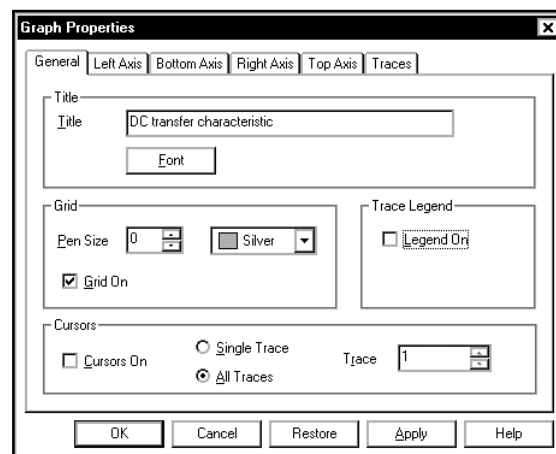 Graph Properties
General Left Axis Bottom Axis Right Axis Top Axis Traces
Title
Title DC transfer characteristic
Font
Grid
Pen Size 0 Silver
Grid On
Trace Legend
Legend On
Cursors
Cursors On
Single Trace
All Traces
Trace 1
OK Cancel Restore Apply Help